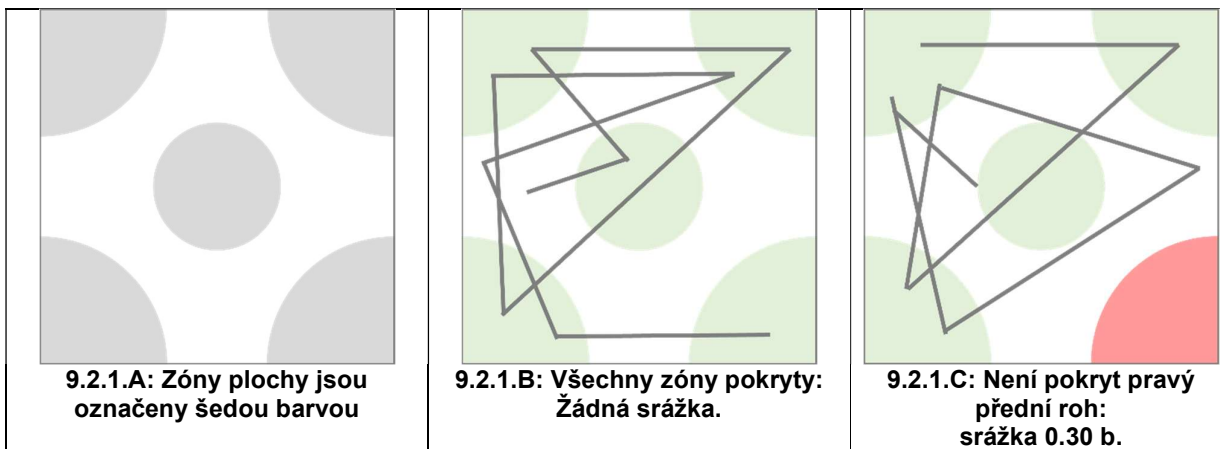 9.2.1.A: Zóny plochy jsou
označeny šedou barvou
9.2.1.B: Všechny zóny pokryty:
Žádná srážka.
9.2.1.C: Není pokryt pravý
přední roh:
srážka 0.30 b.